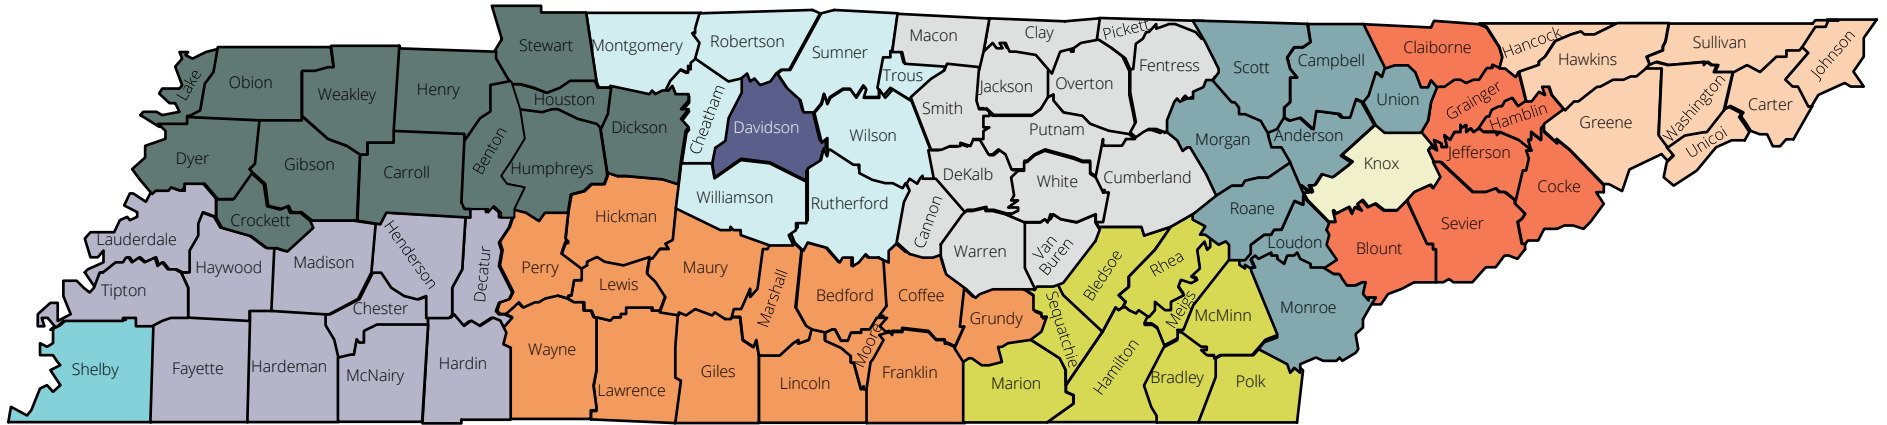 Stewart
Montgomery
Robertson
Sumner
Macon
Clay
Pickett
Fentress
Scott
Campbell
Claiborne
Hancock
Hawkins
Sullivan
Johnson
Lake
Obion
Weakley
Henry
Houston
Dickson
Cheatham
Davidson
Trous
Wilson
Smith
Jackson
Overton
Putnam
Morgan
Anderson
Union
Grainger
Hamblin
Greene
Washington
Unicoi
Carter
Dyer
Gibson
Carroll
Benton
Humphreys
Williamson
Rutherford
Cannon
DeKalb
White
Cumberland
Roane
Knox
Jefferson
Cocke
Crockett
Lauderdale
Haywood
Madison
Henderson
Decatur
Perry
Hickman
Lewis
Maury
Marshall
Bedford
Coffee
Warren
Van
Buren
Bledsoe
Rhea
Meigs
Loudon
Blount
Sevier
Tipton
Chester
Moore
Grundy
Sequatchie
McMinn
Monroe
Shelby
Fayette
Hardeman
McNairy
Hardin
Wayne
Lawrence
Giles
Lincoln
Franklin
Marion
Hamilton
Bradley
Polk